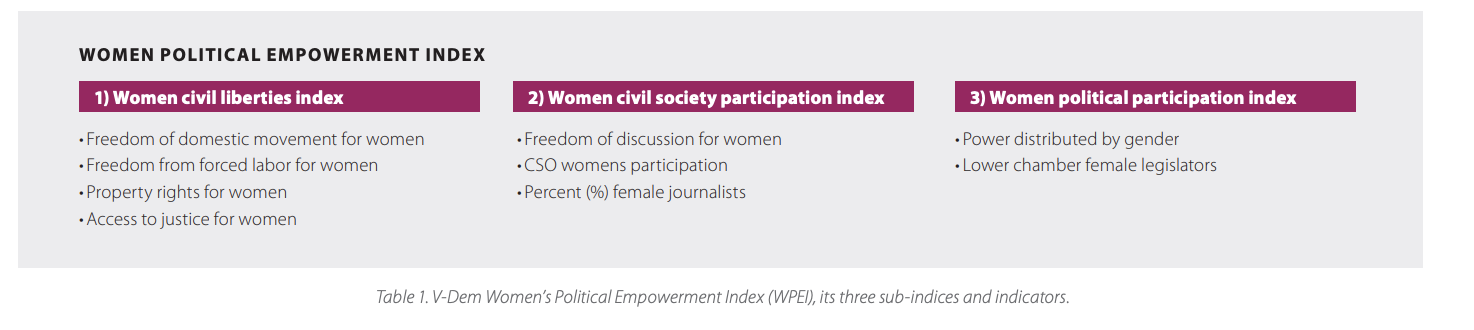 WOMEN POLITICAL EMPOWERMENT INDEX
1) Women civil liberties index
• Freedom of domestic movement for women
• Freedom from forced labor for women
• Property rights for women
• Access to justice for women
2) Women civil society participation index
• Freedom of discussion for women
• CSO womens participation
• Percent (%) female journalists
3) Women political participation index
• Power distributed by gender
• Lower chamber female legislators
Table 1. V-Dem Women’s Political Empowerment Index (WPEI), its three sub-indices and indicators.